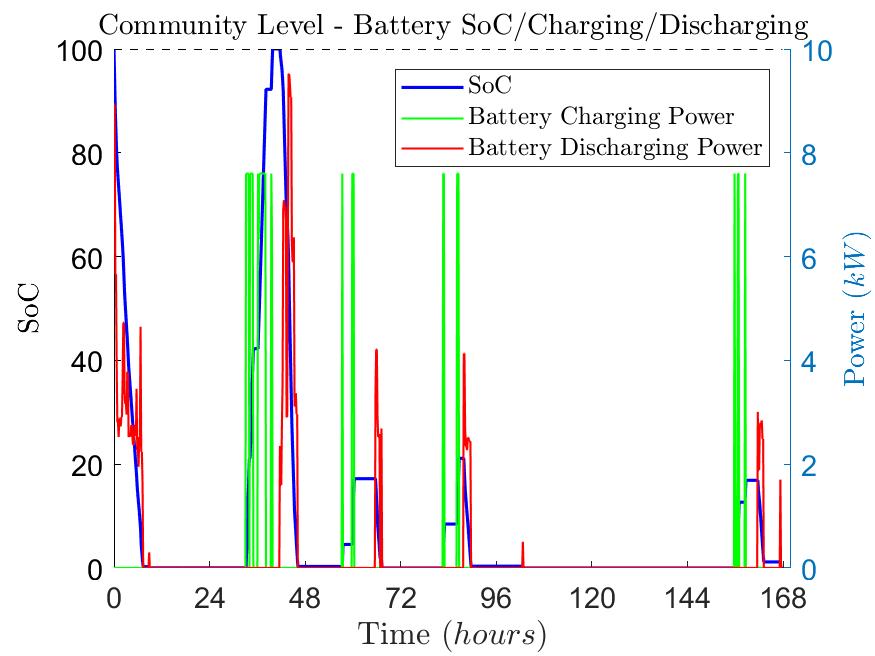 Community Level - Battery SoC/Charging/Discharging
100
80
60
40
20
0
SoC
10
8
6
4
2
0
Power (kW)
SoC
Battery Charging Power
Battery Discharging Power
0 24 48 72 96 120 144 168
Time (hours)